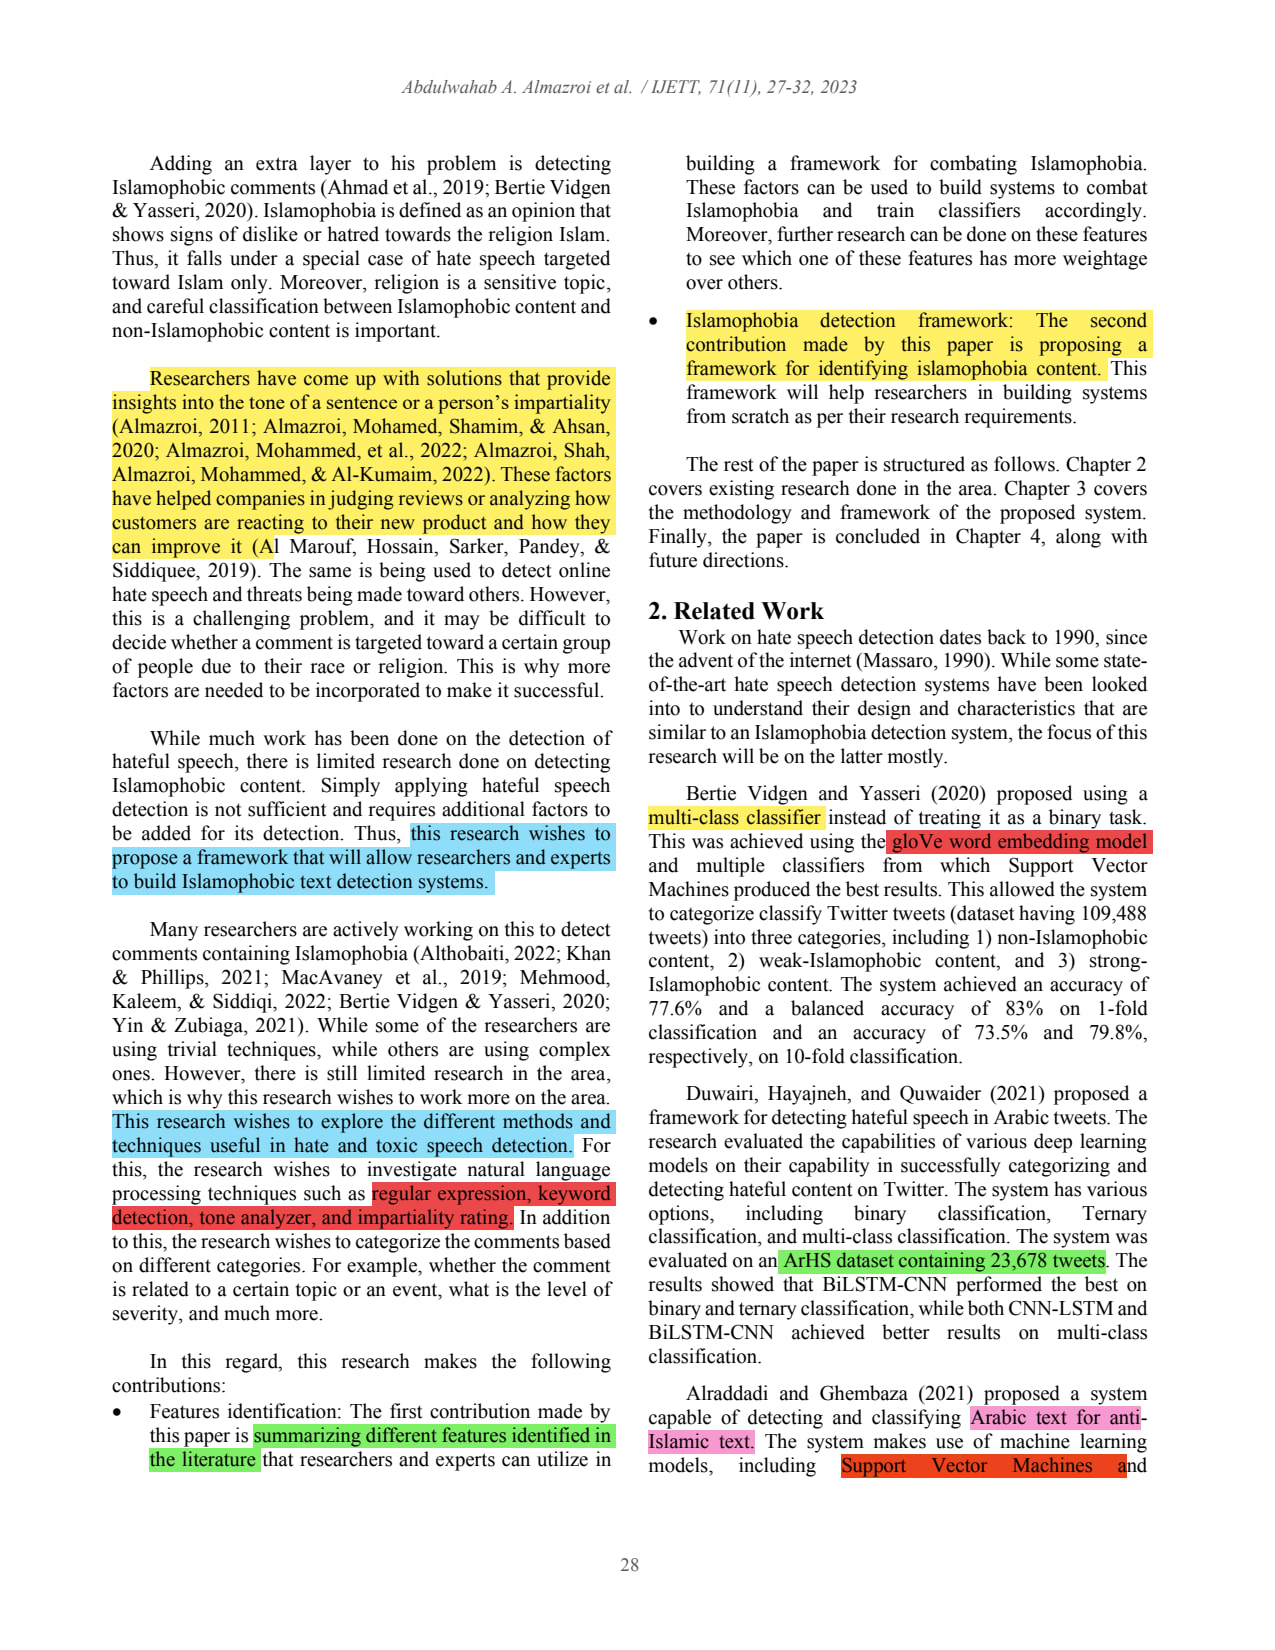 Abdulwahab A. Almazroi et al. / IJETT, 71(11), 27-32, 2023
Adding an extra layer to his problem is detecting
Islamophobic comments (Ahmad et al., 2019; Bertie Vidgen
& Yasseri, 2020). Islamophobia is defined as an opinion that
shows signs of dislike or hatred towards the religion Islam.
Thus, it falls under a special case of hate speech targeted
toward Islam only. Moreover, religion is a sensitive topic,
and careful classification between Islamophobic content and
non-Islamophobic content is important.
Researchers have come up with solutions that provide
insights into the tone of a sentence or a person’s impartiality
(Almazroi, 2011; Almazroi, Mohamed, Shamim, & Ahsan,
2020; Almazroi, Mohammed, et al., 2022; Almazroi, Shah,
Almazroi, Mohammed, & Al-Kumaim, 2022). These factors
have helped companies in judging reviews or analyzing how
customers are reacting to their new product and how they
can improve it (Al Marouf, Hossain, Sarker, Pandey, &
Siddiquee, 2019). The same is being used to detect online
hate speech and threats being made toward others. However,
this is a challenging problem, and it may be difficult to
decide whether a comment is targeted toward a certain group
of people due to their race or religion. This is why more
factors are needed to be incorporated to make it successful.
While much work has been done on the detection of
hateful speech, there is limited research done on detecting
Islamophobic content. Simply applying hateful speech
detection is not sufficient and requires additional factors to
be added for its detection. Thus, this research wishes to
propose a framework that will allow researchers and experts
to build Islamophobic text detection systems.
Many researchers are actively working on this to detect
comments containing Islamophobia (Althobaiti, 2022; Khan
& Phillips, 2021; MacAvaney et al., 2019; Mehmood,
Kaleem, & Siddiqi, 2022; Bertie Vidgen & Yasseri, 2020;
Yin & Zubiaga, 2021). While some of the researchers are
using trivial techniques, while others are using complex
ones. However, there is still limited research in the area,
which is why this research wishes to work more on the area.
This research wishes to explore the different methods and
techniques useful in hate and toxic speech detection. For
this, the research wishes to investigate natural language
processing techniques such as regular expression, keyword
detection, tone analyzer, and impartiality rating. In addition
to this, the research wishes to categorize the comments based
on different categories. For example, whether the comment
is related to a certain topic or an event, what is the level of
severity, and much more.
In this regard, this research makes the following
contributions:
• Features identification: The first contribution made by
this paper is summarizing different features identified in
the literature that researchers and experts can utilize in
building a framework for combating Islamophobia.
These factors can be used to build systems to combat
Islamophobia and train classifiers accordingly.
Moreover, further research can be done on these features
to see which one of these features has more weightage
over others.
• Islamophobia detection framework: The second
contribution made by this paper is proposing a
framework for identifying islamophobia content. This
framework will help researchers in building systems
from scratch as per their research requirements.
The rest of the paper is structured as follows. Chapter 2
covers existing research done in the area. Chapter 3 covers
the methodology and framework of the proposed system.
Finally, the paper is concluded in Chapter 4, along with
future directions.
2. Related Work
Work on hate speech detection dates back to 1990, since
the advent of the internet (Massaro, 1990). While some state-
of-the-art hate speech detection systems have been looked
into to understand their design and characteristics that are
similar to an Islamophobia detection system, the focus of this
research will be on the latter mostly.
Bertie Vidgen and Yasseri (2020) proposed using a
multi-class classifier instead of treating it as a binary task.
This was achieved using the gloVe word embedding model
and multiple classifiers from which Support Vector
Machines produced the best results. This allowed the system
to categorize classify Twitter tweets (dataset having 109,488
tweets) into three categories, including 1) non-Islamophobic
content, 2) weak-Islamophobic content, and 3) strong-
Islamophobic content. The system achieved an accuracy of
77.6% and a balanced accuracy of 83% on 1-fold
classification and an accuracy of 73.5% and 79.8%,
respectively, on 10-fold classification.
Duwairi, Hayajneh, and Quwaider (2021) proposed a
framework for detecting hateful speech in Arabic tweets. The
research evaluated the capabilities of various deep learning
models on their capability in successfully categorizing and
detecting hateful content on Twitter. The system has various
options, including binary classification, Ternary
classification, and multi-class classification. The system was
evaluated on an ArHS dataset containing 23,678 tweets. The
results showed that BiLSTM-CNN performed the best on
binary and ternary classification, while both CNN-LSTM and
BiLSTM-CNN achieved better results on multi-class
classification.
Alraddadi and Ghembaza (2021) proposed a system
capable of detecting and classifying Arabic text for anti-
Islamic text. The system makes use of machine learning
models, including Support Vector Machines and
28